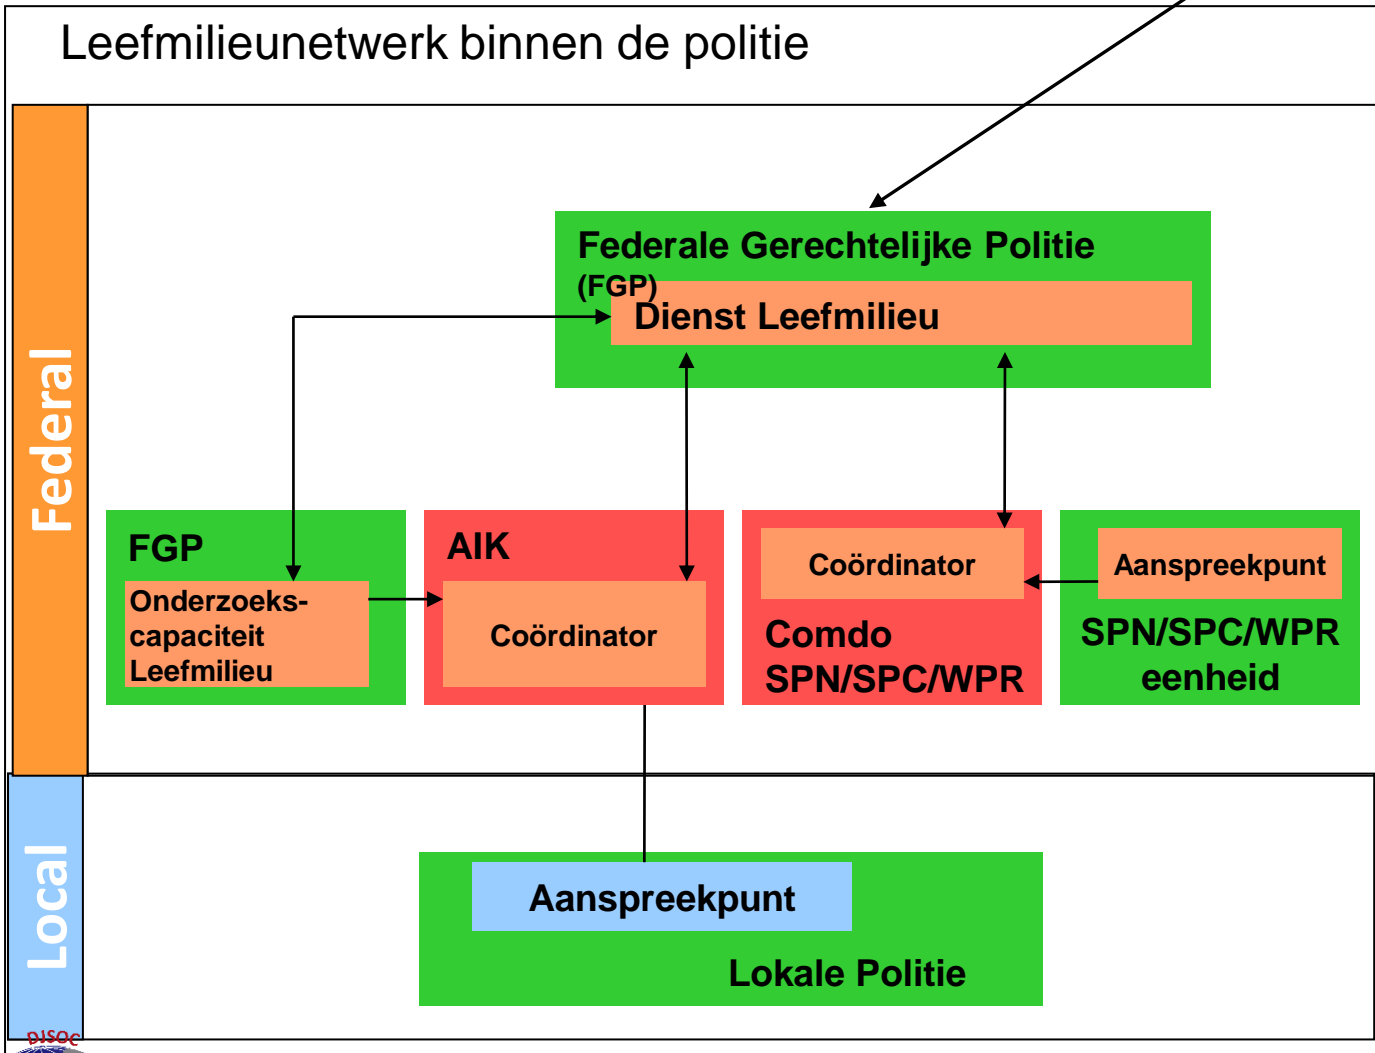 Leefmilieunetwerk binnen de politie
Federal
Federale Gerechtelijke Politie
(FGP)
Dienst Leefmilieu
FGP
Onderzoeks-
capaciteit
Leefmilieu
AIK
Coördinator
Coördinator
Comdo
SPN/SPC/WPR
Aanspreekpunt
SPN/SPC/WPR
eenheid
Local
Aanspreekpunt
Lokale Politie
DJSOC